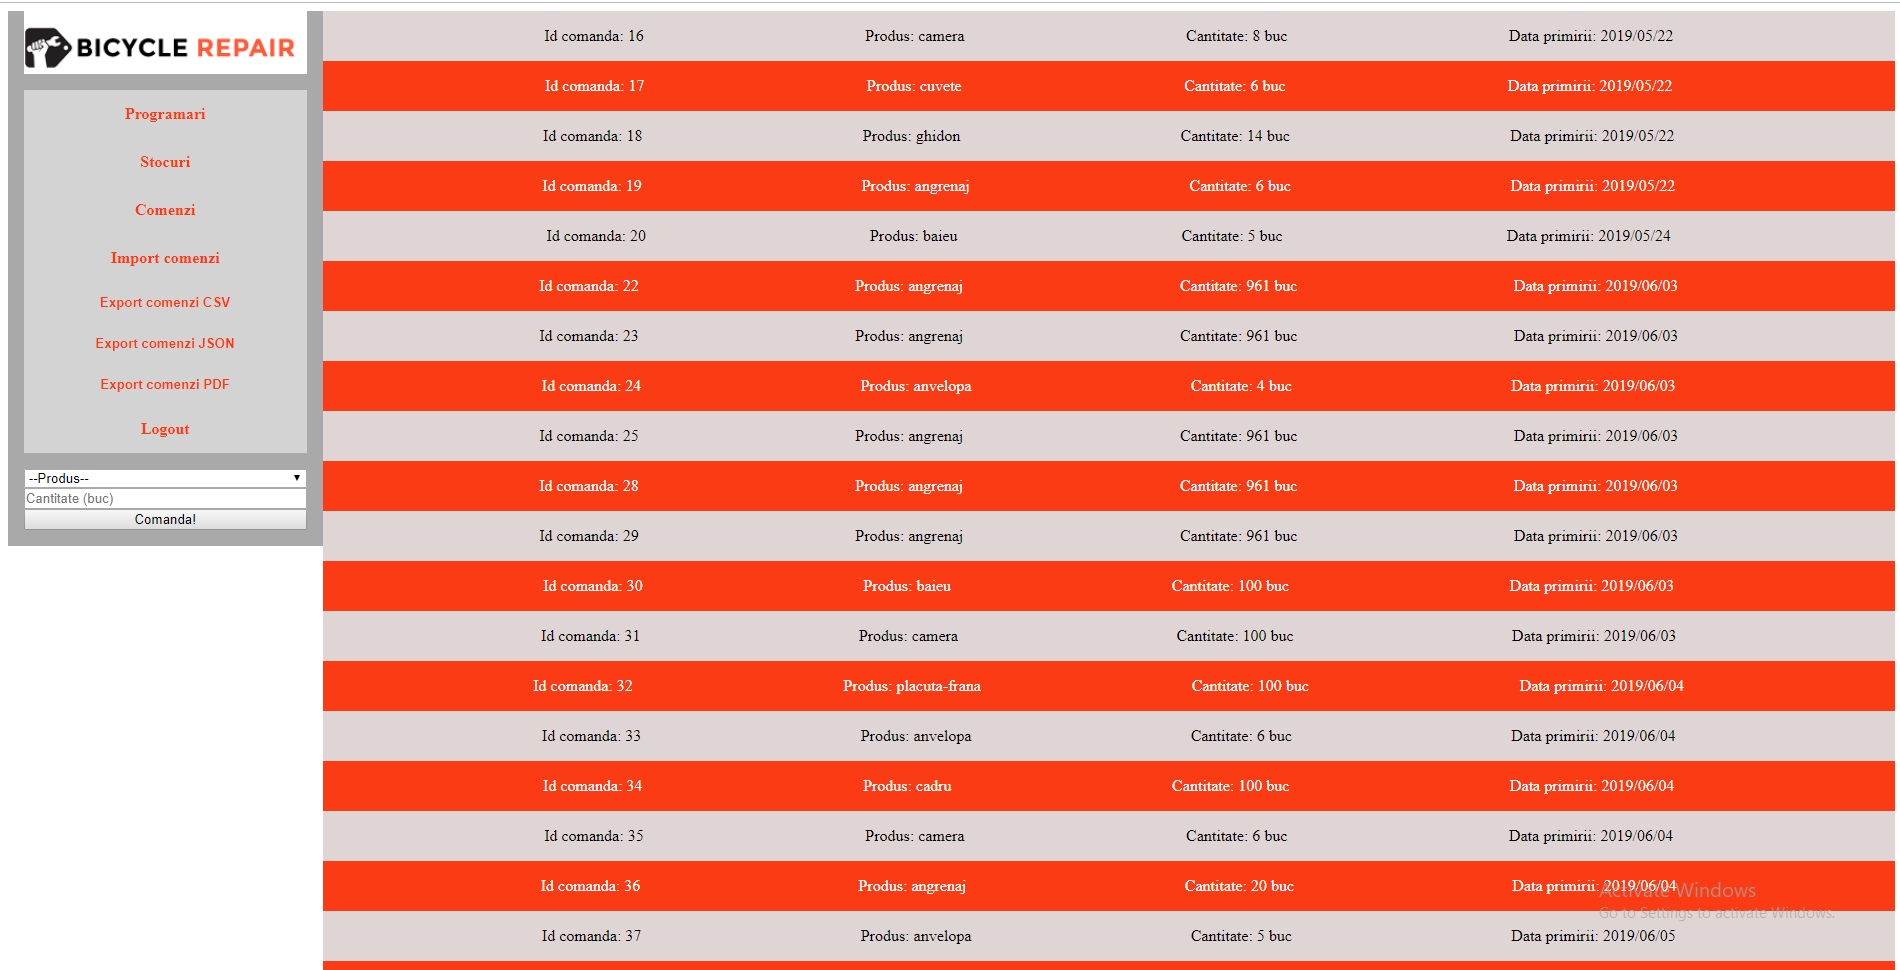 BICYCLE REPAIR
Programari
Stocuri
Comenzi
Import comenzi
Export comenzi CSV
Export comenzi JSON
Export comenzi PDF
Logout
--Produs--
Cantitate (buc)
Comanda!
Id comanda: 16 Produs: camera Cantitate: 8 buc Data primirii: 2019/05/22
Id comanda: 17 Produs: cuvete Cantitate: 6 buc Data primirii: 2019/05/22
Id comanda: 18 Produs: ghidon Cantitate: 14 buc Data primirii: 2019/05/22
Id comanda: 19 Produs: angrenaj Cantitate: 6 buc Data primirii: 2019/05/22
Id comanda: 20 Produs: baieu Cantitate: 5 buc Data primirii: 2019/05/24
Id comanda: 22 Produs: angrenaj Cantitate: 961 buc Data primirii: 2019/06/03
Id comanda: 23 Produs: angrenaj Cantitate: 961 buc Data primirii: 2019/06/03
Id comanda: 24 Produs: anvelopa Cantitate: 4 buc Data primirii: 2019/06/03
Id comanda: 25 Produs: angrenaj Cantitate: 961 buc Data primirii: 2019/06/03
Id comanda: 28 Produs: angrenaj Cantitate: 961 buc Data primirii: 2019/06/03
Id comanda: 29 Produs: angrenaj Cantitate: 961 buc Data primirii: 2019/06/03
Id comanda: 30 Produs: baieu Cantitate: 100 buc Data primirii: 2019/06/03
Id comanda: 31 Produs: camera Cantitate: 100 buc Data primirii: 2019/06/03
Id comanda: 32 Produs: placuta-frana Cantitate: 100 buc Data primirii: 2019/06/04
Id comanda: 33 Produs: anvelopa Cantitate: 6 buc Data primirii: 2019/06/04
Id comanda: 34 Produs: cadru Cantitate: 100 buc Data primirii: 2019/06/04
Id comanda: 35 Produs: camera Cantitate: 6 buc Data primirii: 2019/06/04
Id comanda: 36 Produs: angrenaj Cantitate: 20 buc Data primirii: 2019/06/04
Activate Windows
Go to Settings to activate Windows.
Id comanda: 37 Produs: anvelopa Cantitate: 5 buc Data primirii: 2019/06/05